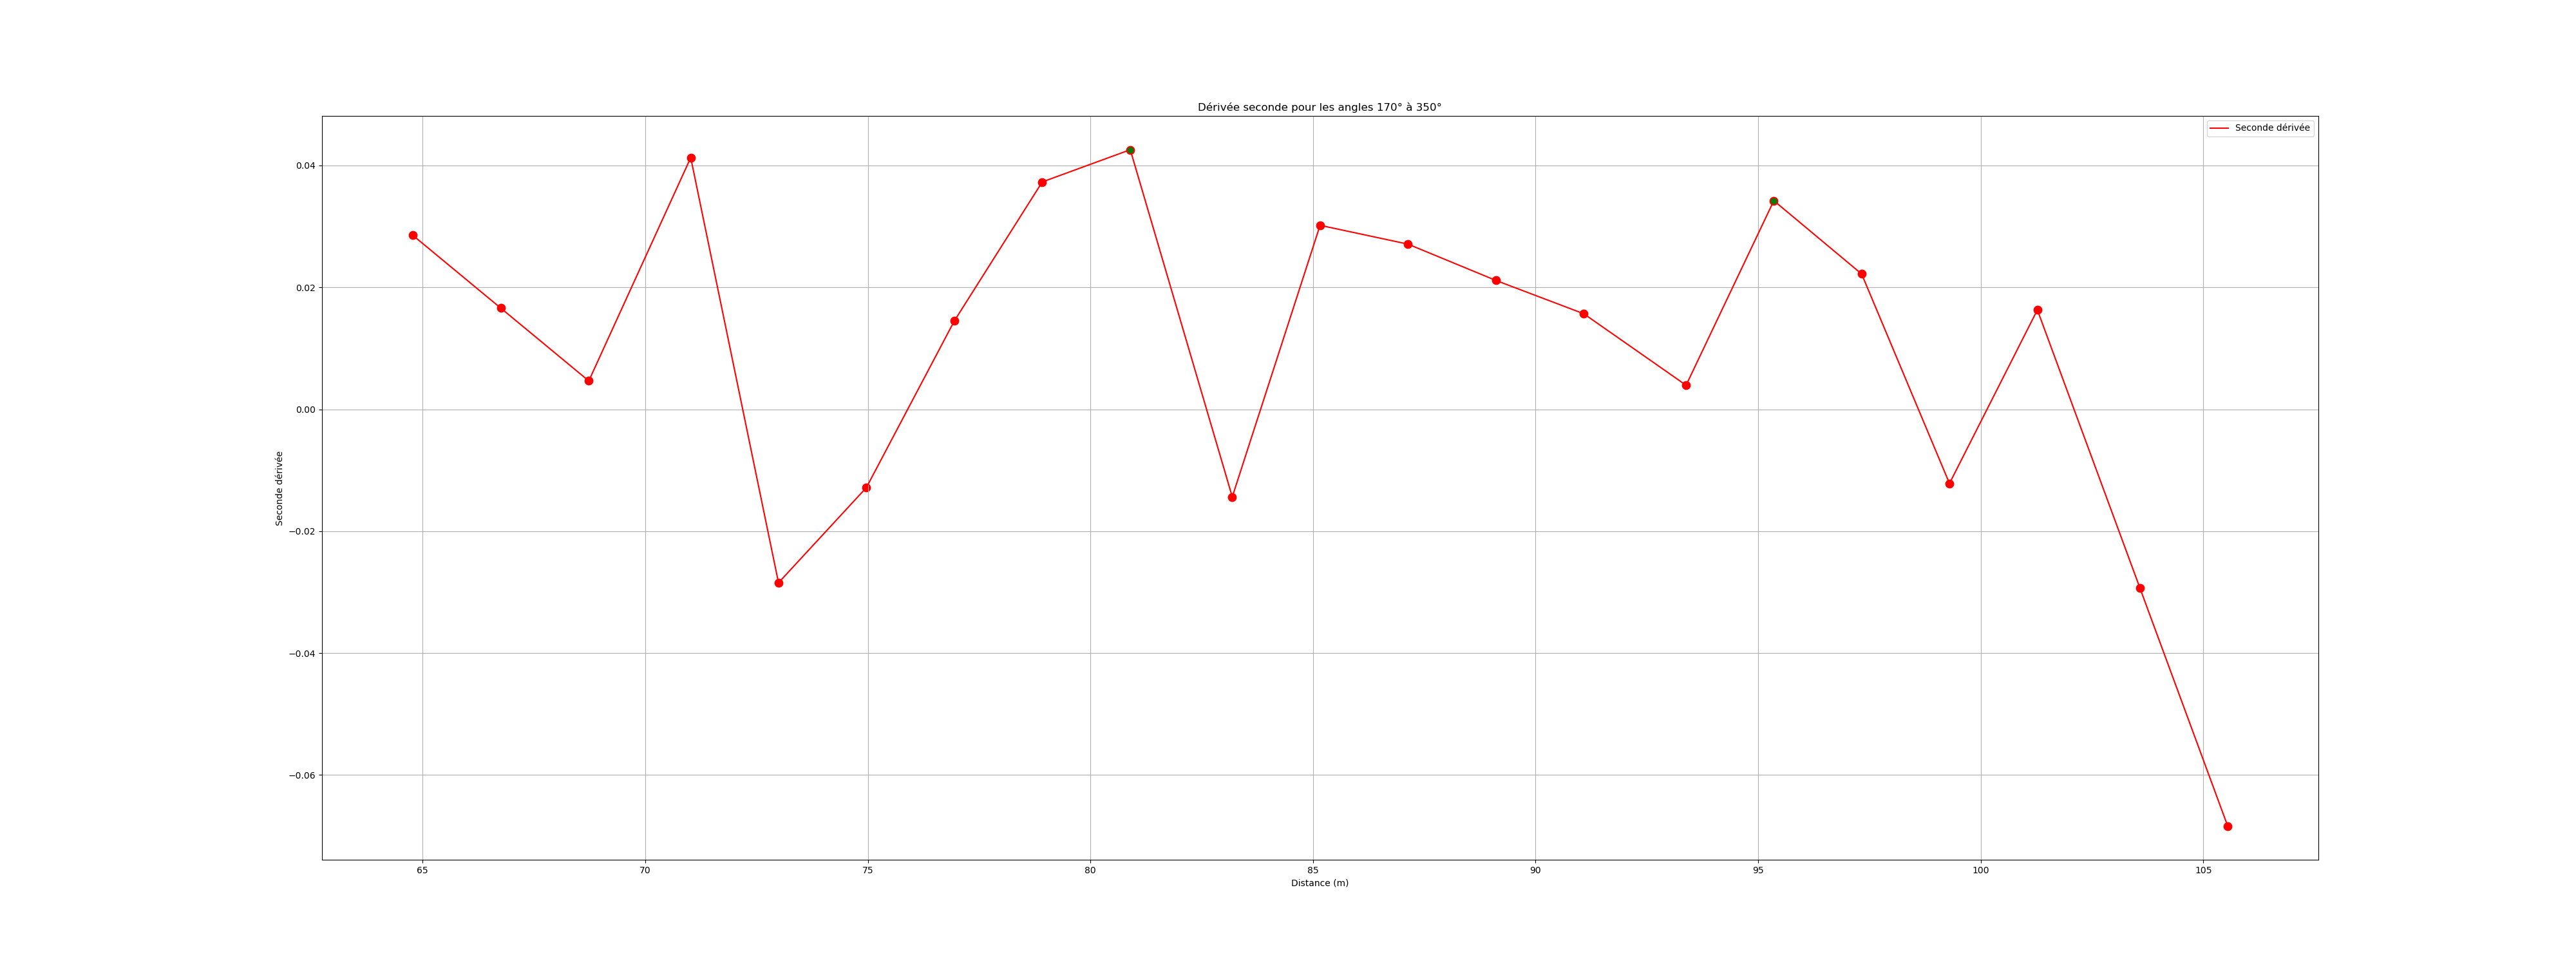 Dérivée seconde pour les angles 170° à 350°
Seconde dérivée
0.04
0.02
0.00
−0.02
−0.04
−0.06
Seconde dérivée
65 70 75 80 85 90 95 100 105
Distance (m)